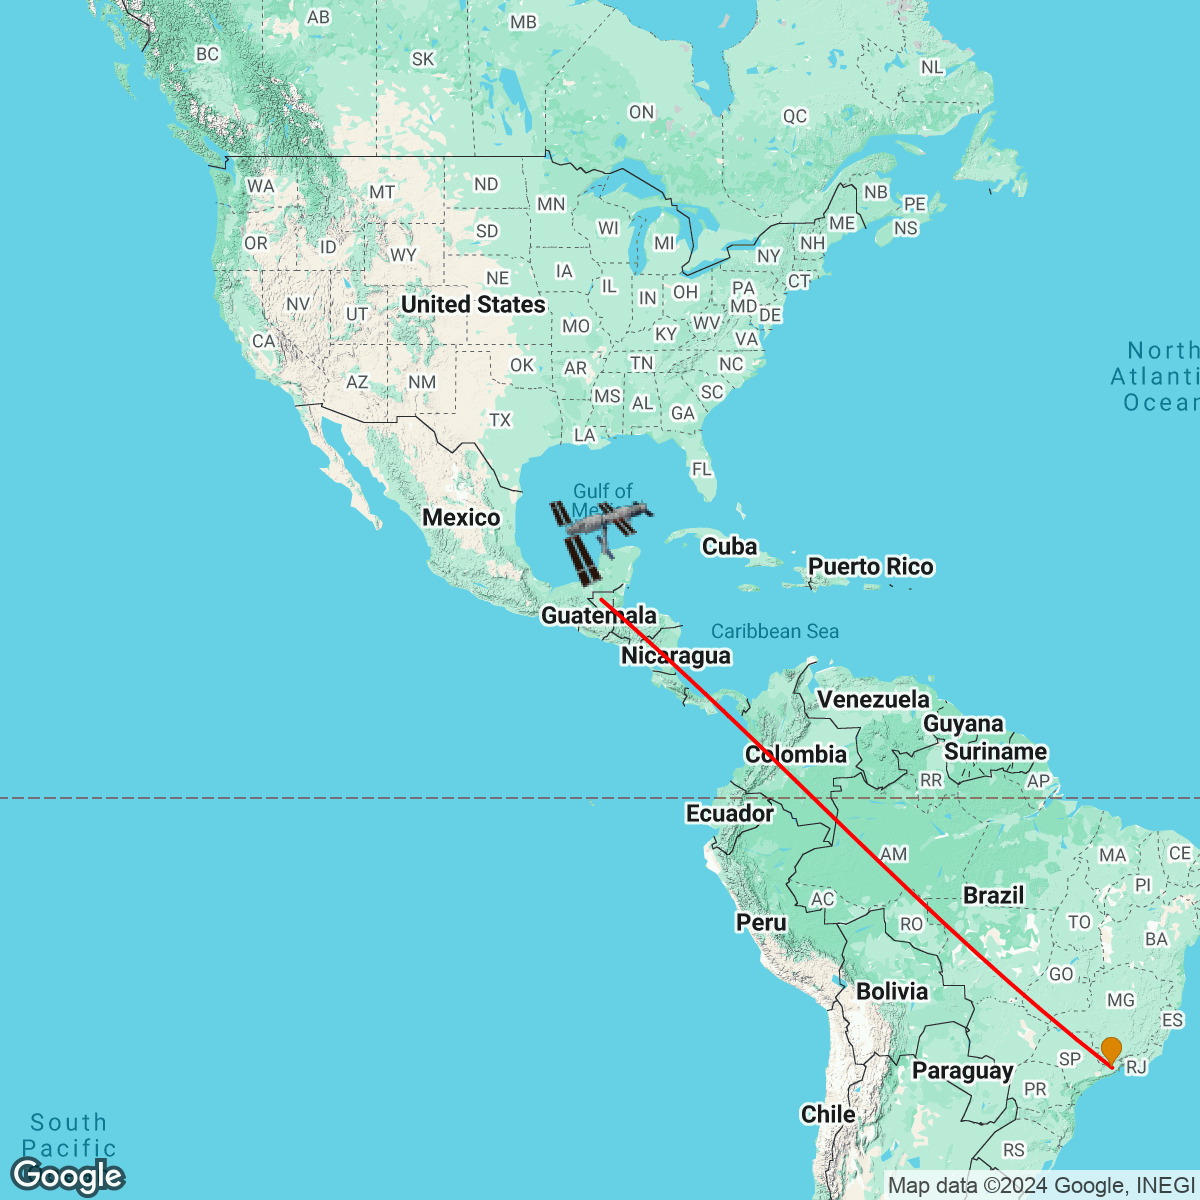 AB
MB
BC
SK
NL
ON
QC
WA
MT
ND
MN
NB
PE
ME
NS
OR
ID
WY
SD
WI
MI
NH
NY
NE
IA
IL
IN
OH
PA
CT
NV
UT
United States
MD
DE
CA
MO
KY
WV
VA
North
Atlanti
Ocean
AZ
NM
OK
AR
TN
NC
MS
AL
SC
GA
TX
LA
FL
Gulf of
Mexico
Cuba
Puerto Rico
Guatemala
Caribbean Sea
Nicaragua
Venezuela
Guyana
Suriname
Colombia
RR
AP
Ecuador
AM
MA
CE
PI
AC
Brazil
TO
Peru
RO
BA
GO
Bolivia
MG
ES
SP
RJ
Paraguay
PR
Chile
South
Pacific
RS
Google
Map data ©2024 Google, INEGI